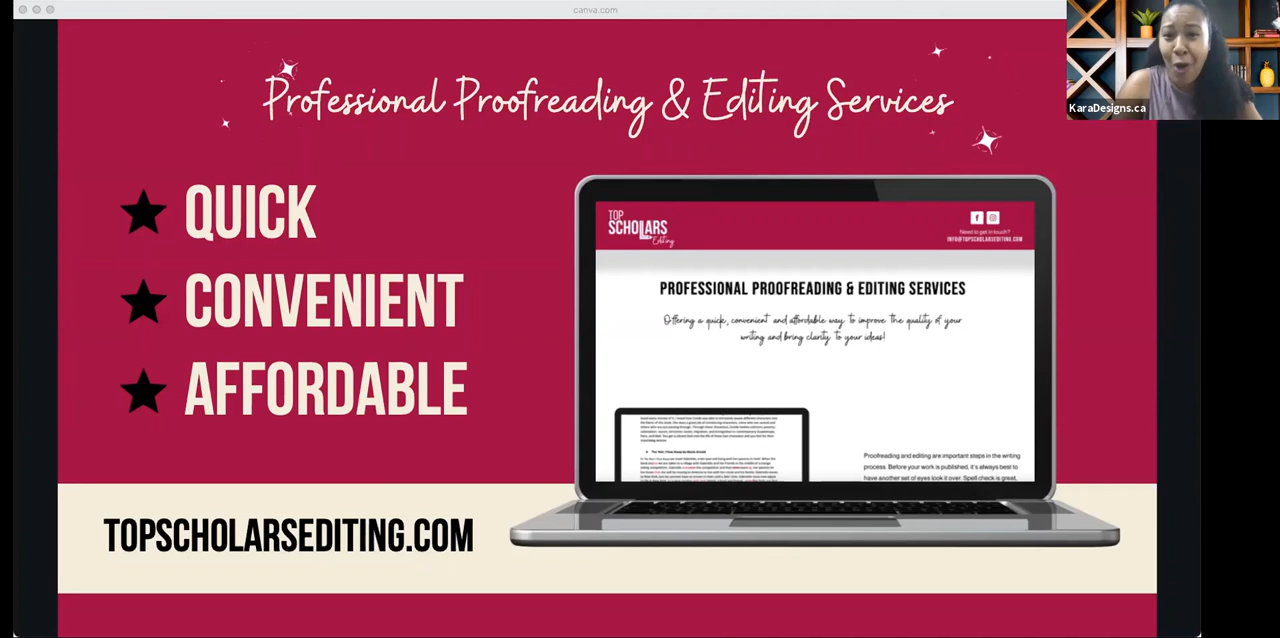 canva.com
KaraDesigns.ca
Professional Proofreading & Editing Services
QUICK
CONVENIENT
AFFORDABLE
TOPSCHOLARSEDITING.COM
TOP
SCHOLARS
Editing
Need to get in touch?
INFO@TOPSCHOLARSEDITING.COM
PROFESSIONAL PROOFREADING & EDITING SERVICES
Offering a quick, convenient and affordable way to improve the quality of your
writing and bring clarity to your ideas!
Proofreading and editing are important steps in the writing
process. Before your work is published, it's always best to
have another set of eyes look it over. Spell check is great,